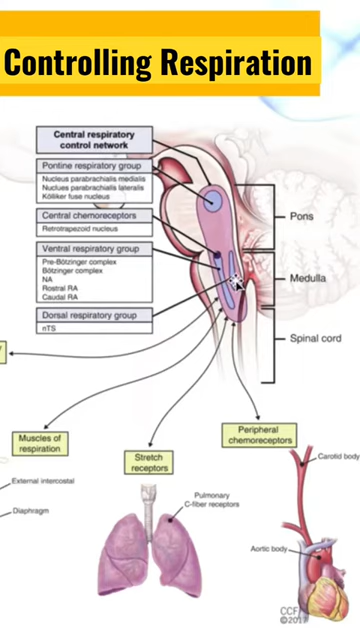 Controlling Respiration
Central respiratory
control network
Pontine respiratory group
Nucleus parabrachialis medialis
Nuclues parabrachialis lateralis
Kölliker fuse nucleus
Central chemoreceptors
Retrotrapezoid nucleus
Ventral respiratory group
Pre-Bötzinger complex
Bötzinger complex
NA
Rostral RA
Caudal RA
Dorsal respiratory group
nTS
Pons
Medulla
Spinal cord
Muscles of
respiration
Stretch
receptors
Peripheral
chemoreceptors
External intercostal
Diaphragm
Pulmonary
C-fiber receptors
Carotid body
Aortic body
CCF